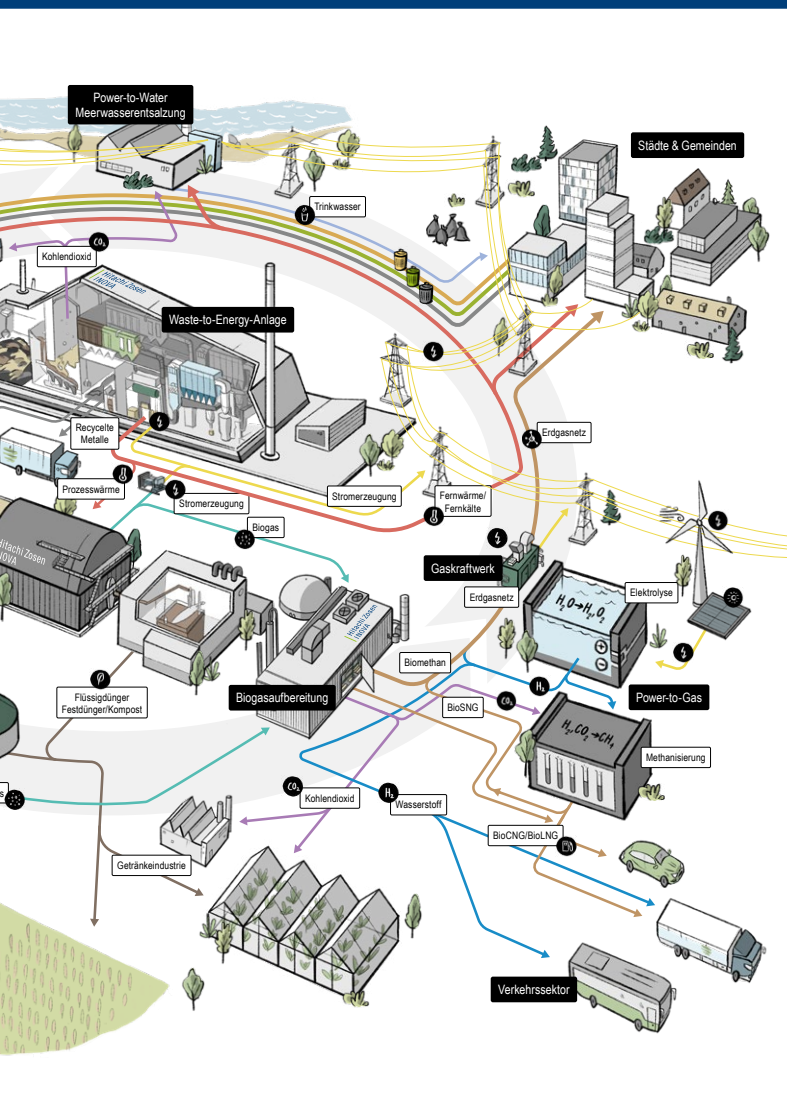 Power-to-Water
Meerwasserentsalzung
Städte & Gemeinden
Trinkwasser
CO₂
Kohlendioxid
Hitachi Zosen
INOVA
Waste-to-Energy-Anlage
Recycelte
Metalle
Erdgasnetz
Prozesswärme
Stromerzeugung
Stromerzeugung
Fernwärme/
Fernkälte
Biogas
Hitachi Zosen
INOVA
Gaskraftwerk
Erdgasnetz
Elektrolyse
H₂O→H₂,O₂
+
−
Hitachi Zosen
INOVA
Biomethan
H₂
Flüssigdünger
Festdünger/Kompost
Biogasaufbereitung
BioSNG
CO₂
Power-to-Gas
H₂,CO₂→CH₄
Methanisierung
s
CO₂
Kohlendioxid
H₂
Wasserstoff
BioCNG/BioLNG
Getränkeindustrie
Verkehrssektor